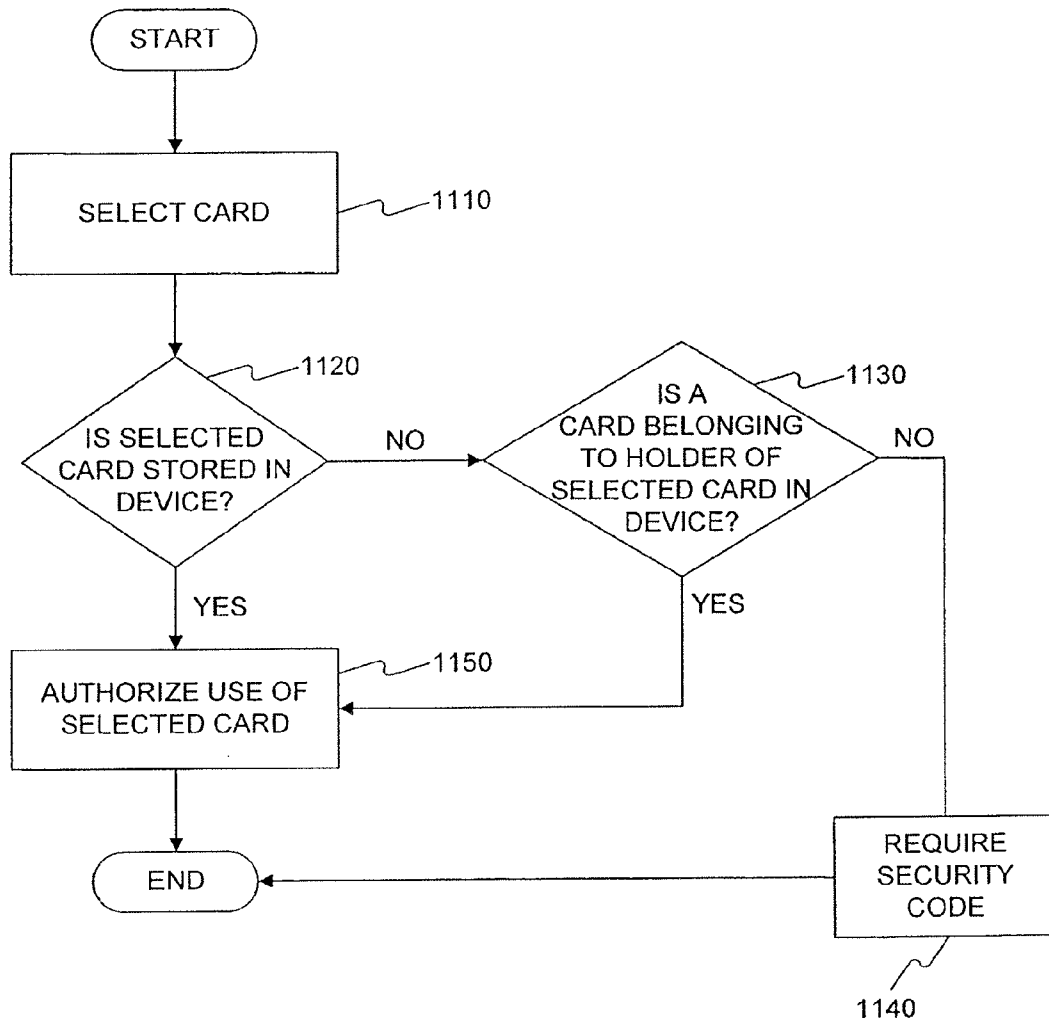 START
SELECT CARD
1110
1120
IS SELECTED
CARD STORED IN
DEVICE?
NO
1130
IS A
CARD BELONGING
TO HOLDER OF
SELECTED CARD IN
DEVICE?
NO
YES
YES
1150
AUTHORIZE USE OF
SELECTED CARD
END
REQUIRE
SECURITY
CODE
1140